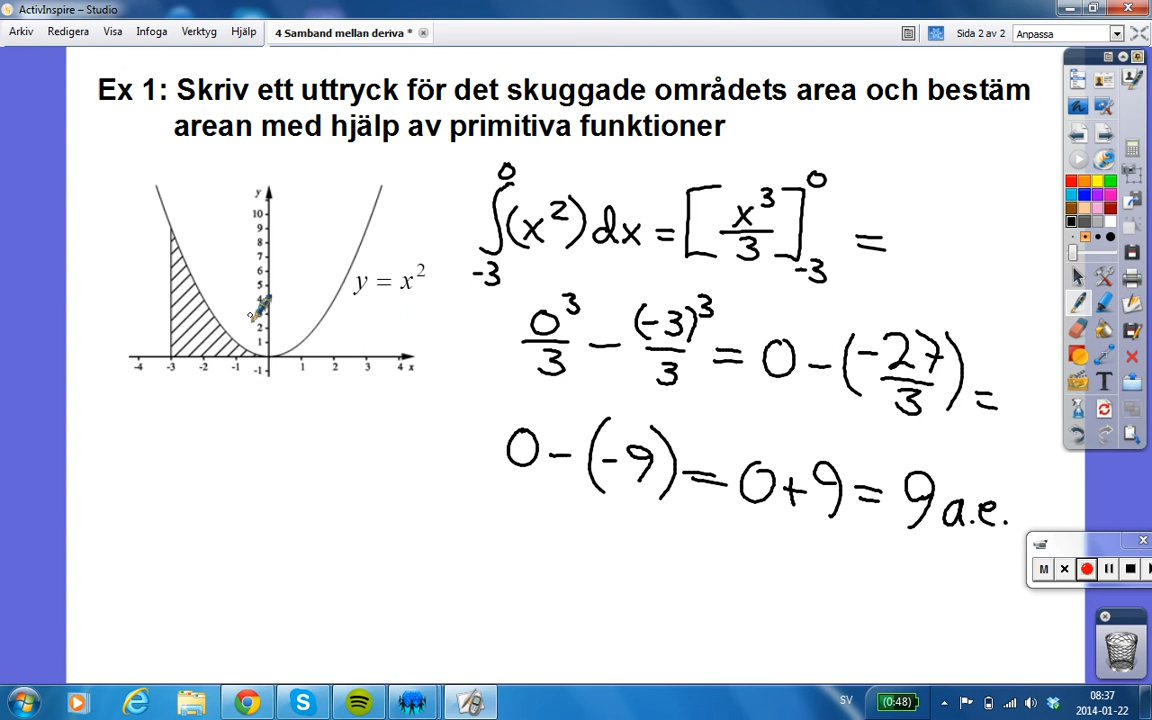 ActivInspire – Studio
Arkiv Redigera Visa Infoga Verktyg Hjälp
4 Samband mellan deriva *
Sida 2 av 2 Anpassa
Ex 1: Skriv ett uttryck för det skuggade områdets area och bestäm
arean med hjälp av primitiva funktioner
y
10
9
8
7
6
5
4
2
1
-1
-4 -3 -2 -1 1 2 3 4 x
y = x²
∫₋₃⁰ (x²) dx = [x³/3]₋₃⁰ =
0³/3 – (-3)³/3 = 0 – (-27/3) =
0 – (-9) = 0+9 = 9 a.e.
M
SV (0:48) 08:37
2014-01-22